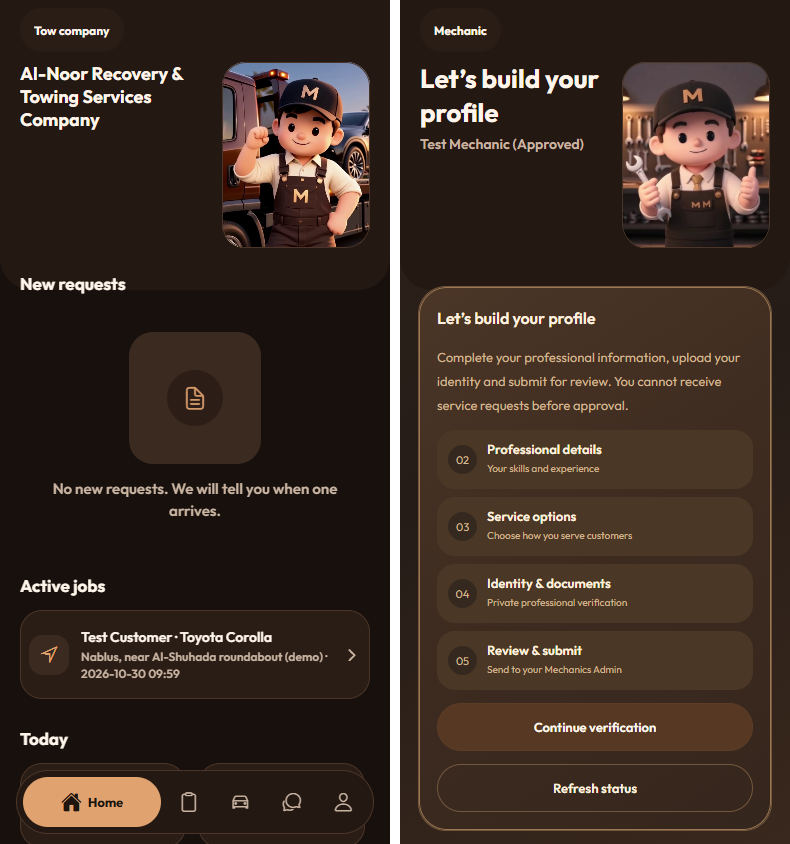 Tow company
Al-Noor Recovery &
Towing Services
Company
M
M
New requests
No new requests. We will tell you when one
arrives.
Active jobs
Test Customer · Toyota Corolla
Nablus, near Al-Shuhada roundabout (demo) ·
2026-10-30 09:59
Today
Home
Mechanic
Let’s build your
profile
Test Mechanic (Approved)
M
M M
Let’s build your profile
Complete your professional information, upload your
identity and submit for review. You cannot receive
service requests before approval.
02
Professional details
Your skills and experience
03
Service options
Choose how you serve customers
04
Identity & documents
Private professional verification
05
Review & submit
Send to your Mechanics Admin
Continue verification
Refresh status